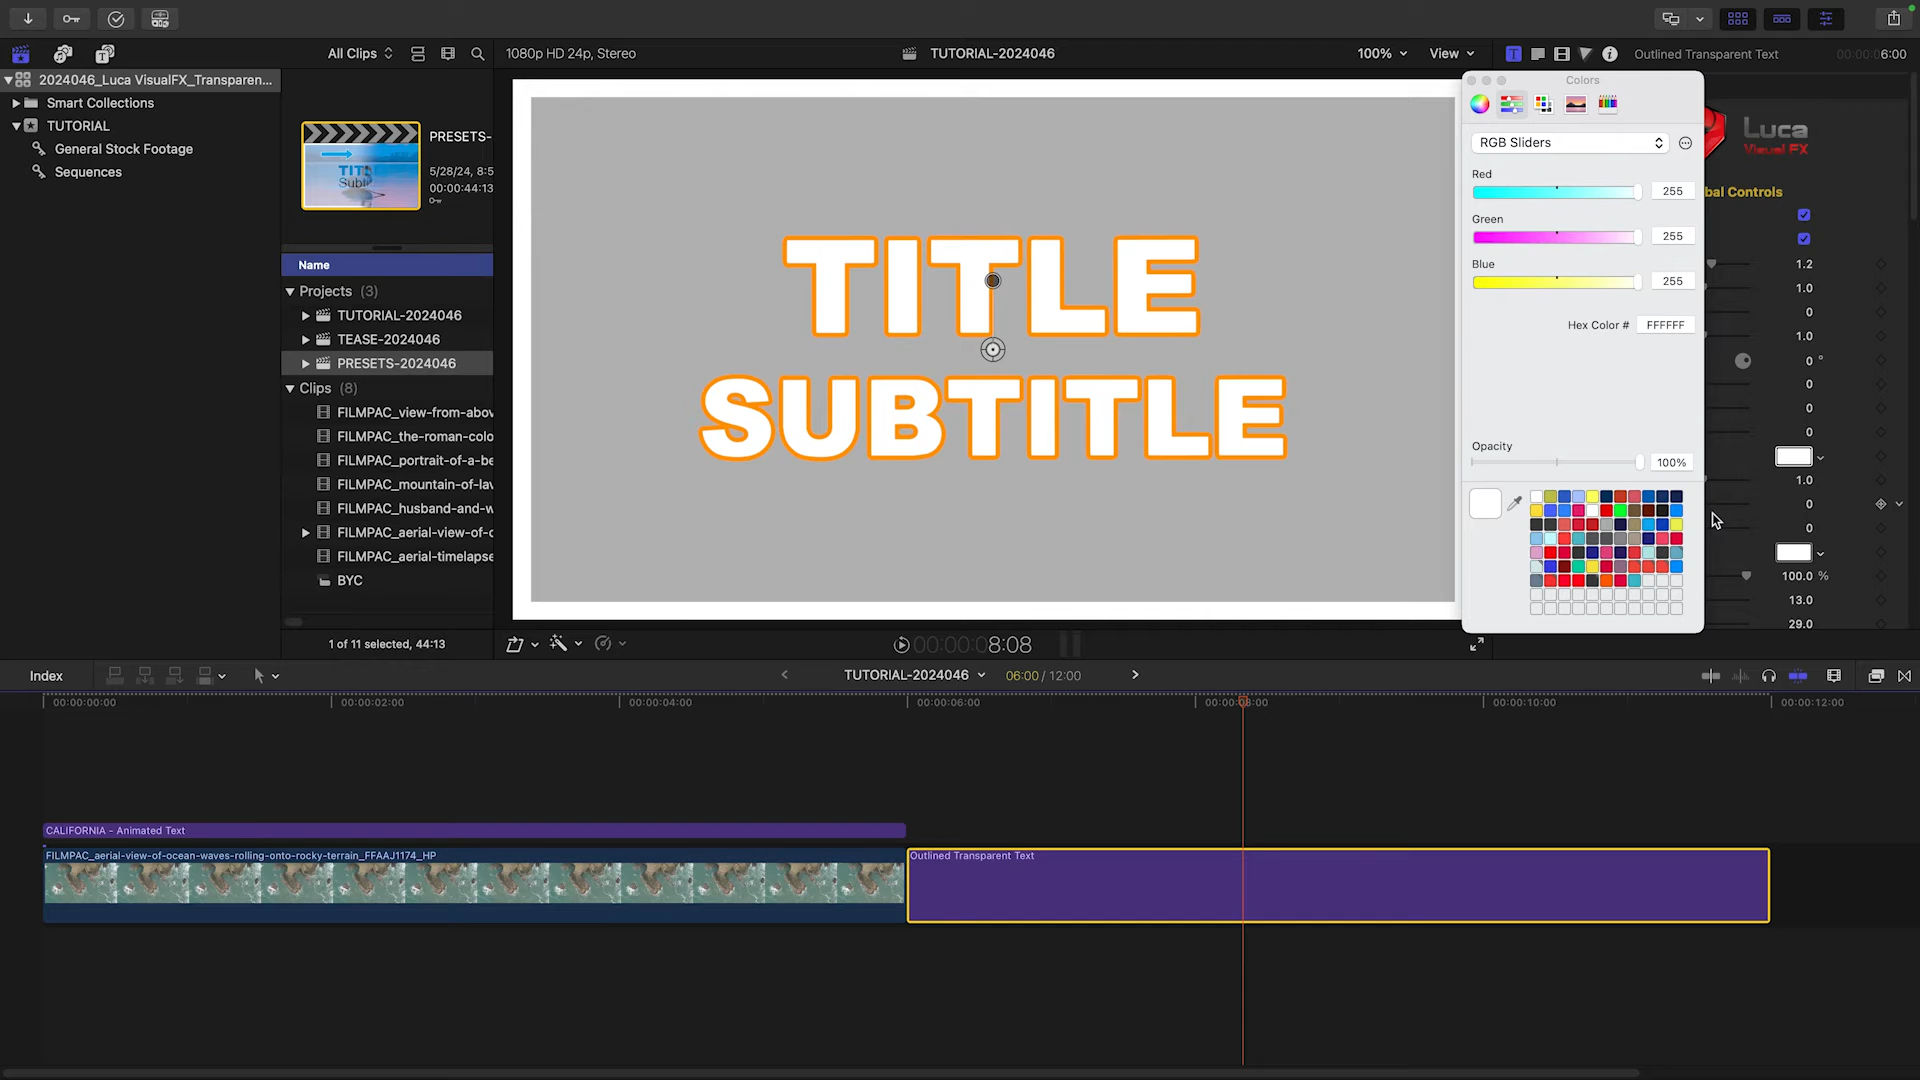 All Clips
1080p HD 24p, Stereo
TUTORIAL-2024046
100%
View
Outlined Transparent Text
00:00:06:00
2024046_Luca VisualFX_Transparen...
Smart Collections
TUTORIAL
General Stock Footage
Sequences
PRESETS-
5/28/24, 8:5
00:00:44:13
TITLE
SUBTITLE
Name
Projects (3)
TUTORIAL-2024046
TEASE-2024046
PRESETS-2024046
Clips (8)
FILMPAC_view-from-abov
FILMPAC_the-roman-colo
FILMPAC_portrait-of-a-be
FILMPAC_mountain-of-lav
FILMPAC_husband-and-w
FILMPAC_aerial-view-of-c
FILMPAC_aerial-timelapse
BYC
1 of 11 selected, 44:13
Colors
RGB Sliders
Red
255
Green
255
Blue
255
Hex Color # FFFFFF
Opacity
100%
Luca
Visual FX
bal Controls
1.2
1.0
0
1.0
0 °
0
0
0
1.0
0
0
100.0 %
13.0
29.0
00:00:08:08
Index
TUTORIAL-2024046
06:00 / 12:00
00:00:00:00
00:00:02:00
00:00:04:00
00:00:06:00
00:00:08:00
00:00:10:00
00:00:12:00
CALIFORNIA - Animated Text
FILMPAC_aerial-view-of-ocean-waves-rolling-onto-rocky-terrain_FFAAJ1174_HP
Outlined Transparent Text